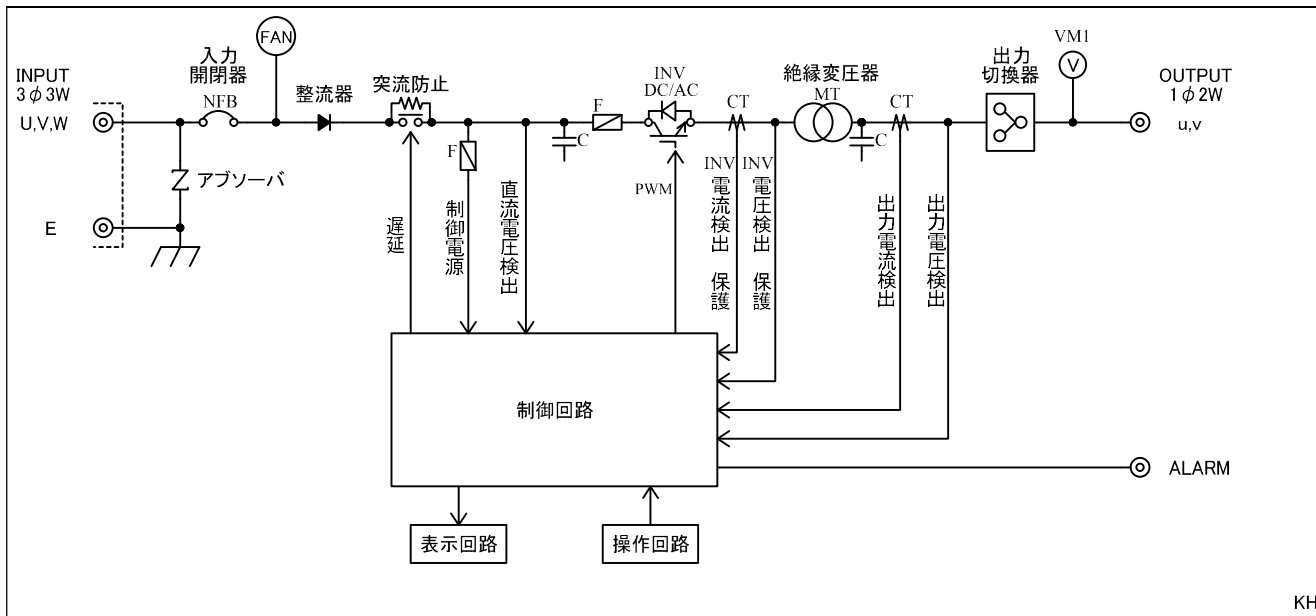 FAN
VM1
V
INPUT
3φ3W
U,V,W
入力
開閉器
NFB
整流器
突流防止
F
INV
DC/AC
CT
絶縁変圧器
MT
CT
出力
切換器
OUTPUT
1φ2W
u,v
F
C
C
アブソーバ
E
遅延
制御電源
直流電圧検出
PWM
INV 電流検出 保護
INV 電圧検出 保護
出力電流検出
出力電圧検出
制御回路
ALARM
表示回路
操作回路
KH